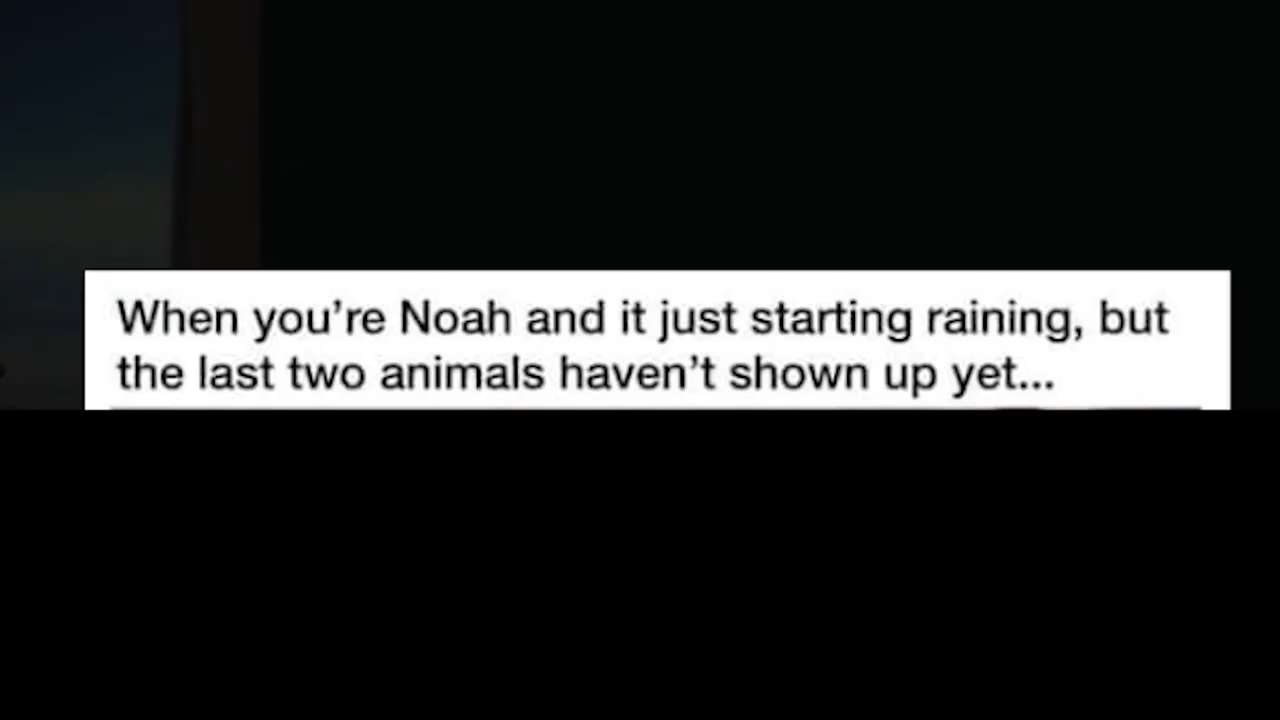 When you’re Noah and it just starting raining, but
the last two animals haven’t shown up yet...